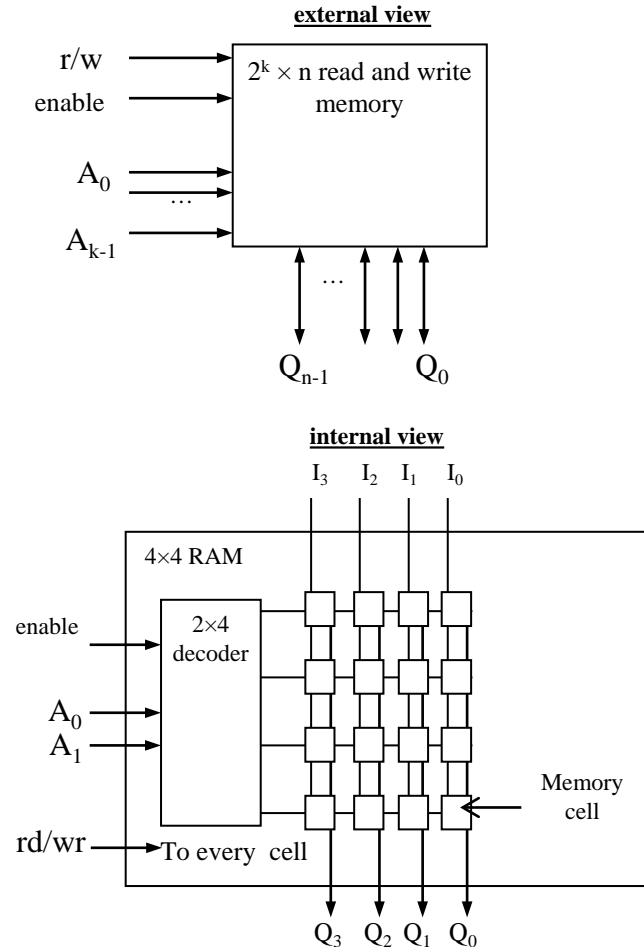 external view
r/w
2ᵏ × n read and write
memory
enable
A₀
...
Aₖ₋₁
...
Qₙ₋₁ Q₀
internal view
I₃ I₂ I₁ I₀
4×4 RAM
2×4
decoder
enable
A₀
A₁
Memory
cell
rd/wr
To every cell
Q₃ Q₂ Q₁ Q₀